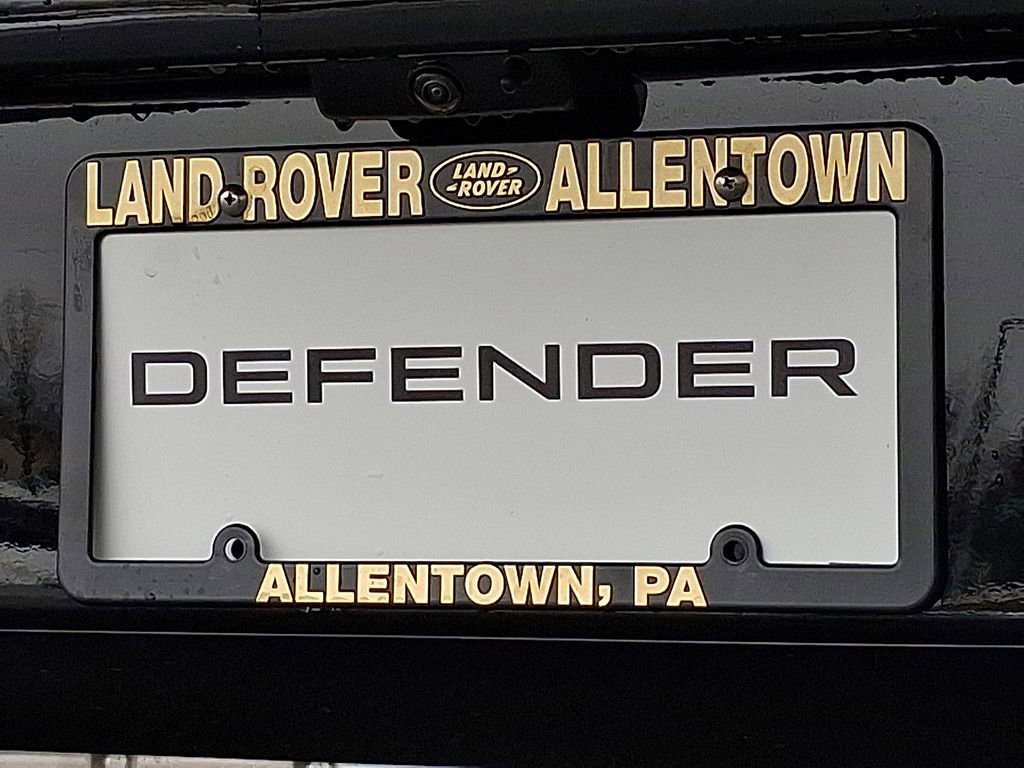 LAND ROVER LAND ROVER ALLENTOWN
DEFENDER
ALLENTOWN, PA